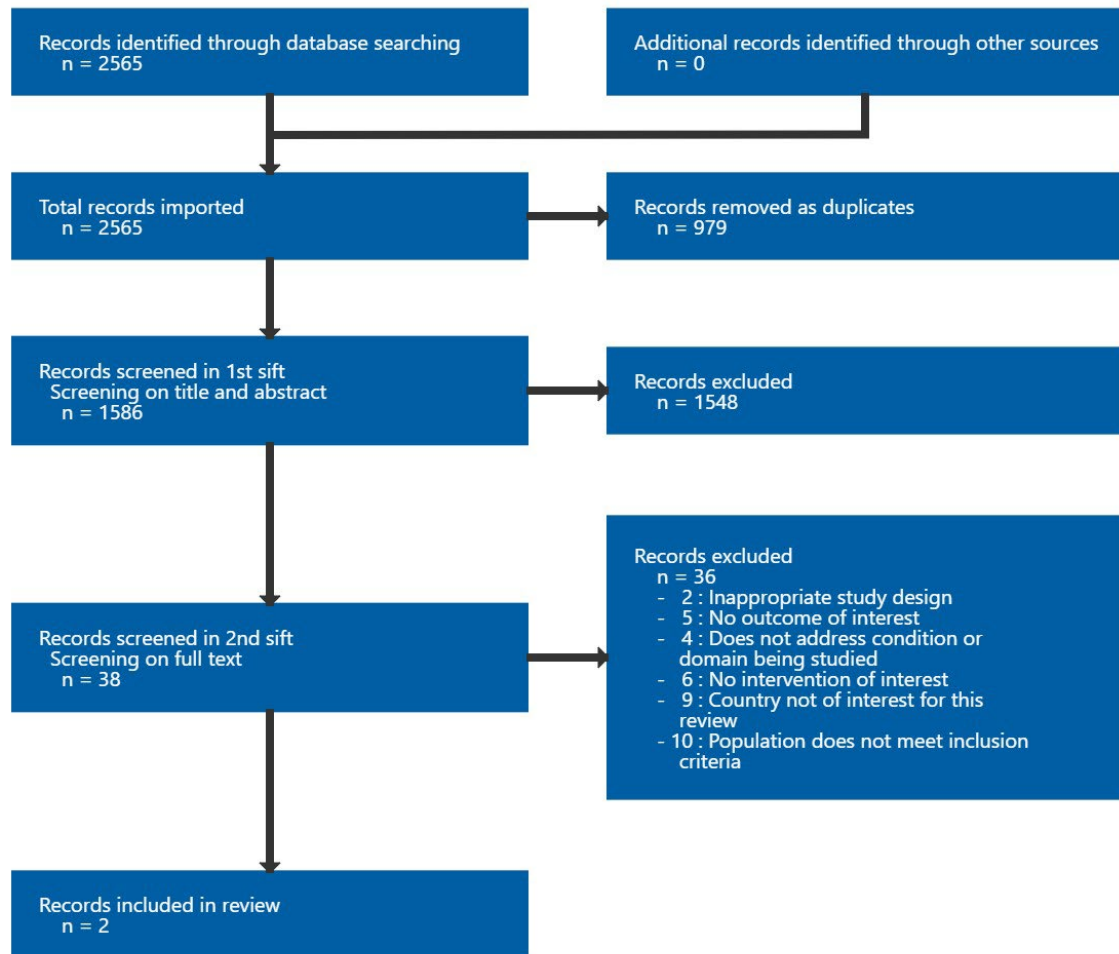 Records identified through database searching
n = 2565
Additional records identified through other sources
n = 0
Total records imported
n = 2565
Records removed as duplicates
n = 979
Records screened in 1st sift
Screening on title and abstract
n = 1586
Records excluded
n = 1548
Records screened in 2nd sift
Screening on full text
n = 38
Records excluded
n = 36
- 2 : Inappropriate study design
- 5 : No outcome of interest
- 4 : Does not address condition or
domain being studied
- 6 : No intervention of interest
- 9 : Country not of interest for this
review
- 10 : Population does not meet inclusion
criteria
Records included in review
n = 2